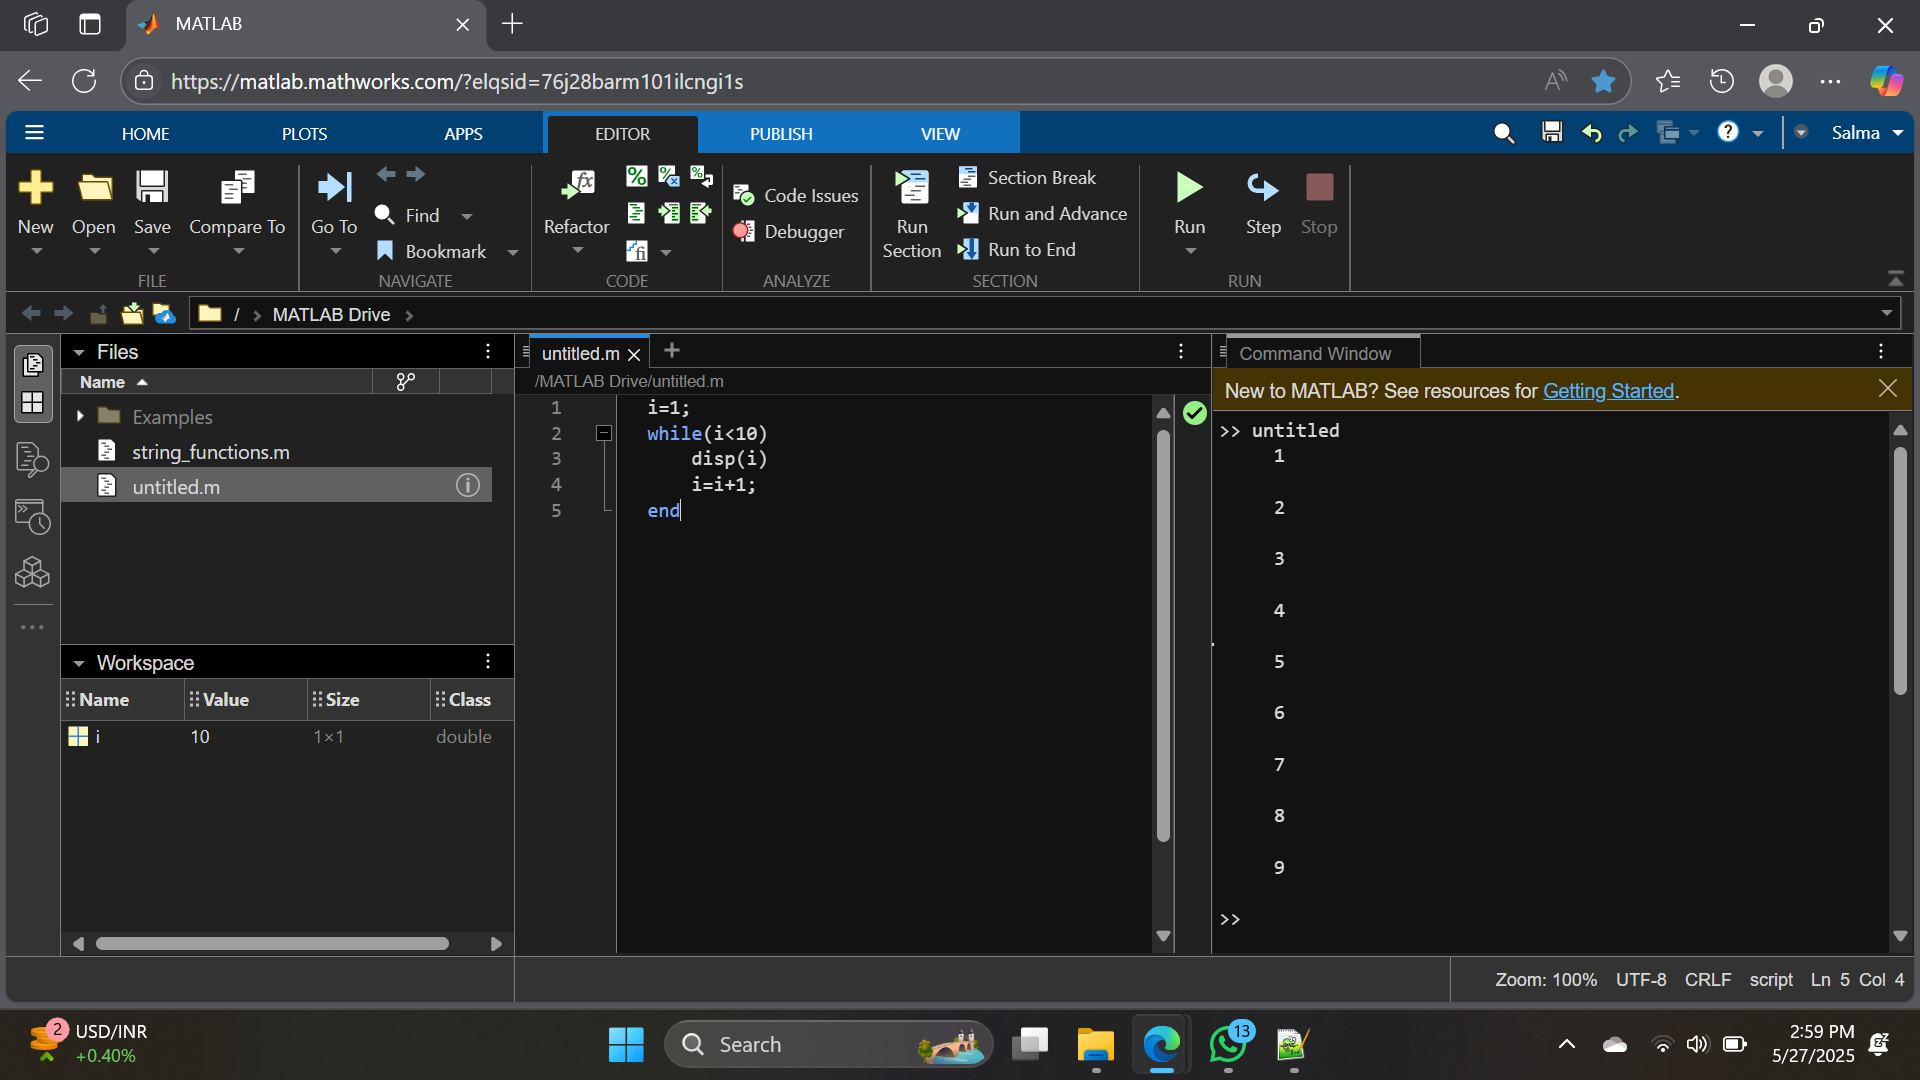 MATLAB
https://matlab.mathworks.com/?elqsid=76j28barm101ilcngi1s
HOME PLOTS APPS EDITOR PUBLISH VIEW
Salma
New
Open
Save
Compare To
FILE
Go To
Find
Bookmark
NAVIGATE
Refactor
CODE
Code Issues
Debugger
ANALYZE
Run
Section
Section Break
Run and Advance
Run to End
SECTION
Run
Step
Stop
RUN
/ > MATLAB Drive >
Files
Name
Examples
string_functions.m
untitled.m
Workspace
Name Value Size Class
i 10 1×1 double
untitled.m
/MATLAB Drive/untitled.m
1 i=1;
2 while(i<10)
3 disp(i)
4 i=i+1;
5 end
Command Window
New to MATLAB? See resources for Getting Started.
>> untitled
1
2
3
4
5
6
7
8
9
>>
Zoom: 100% UTF-8 CRLF script Ln 5 Col 4
2
USD/INR
+0.40%
Search
13
2:59 PM
5/27/2025